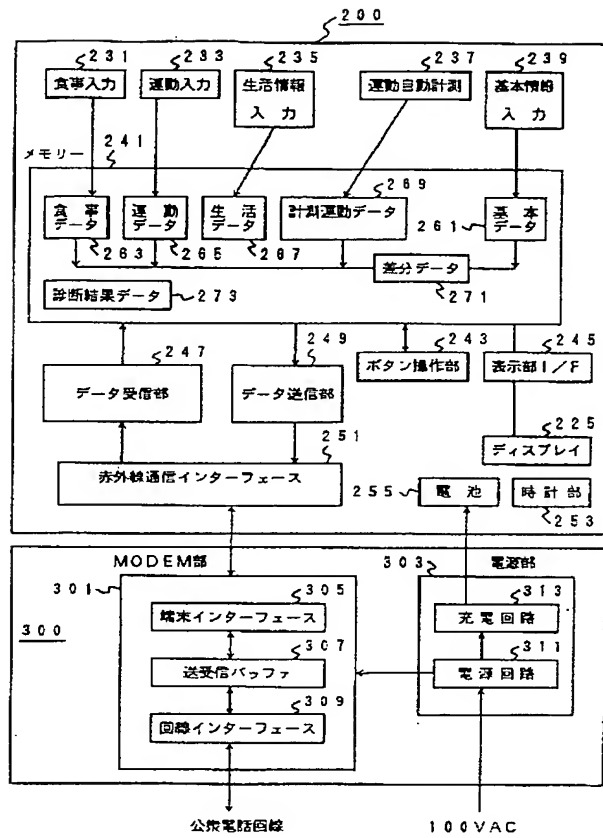 200
231 233 235 237 239
食事入力 運動入力 生活情報 運動自動計測 基本情報
入力 入力
241
メモリー
269
食事 運動 生活 計測運動データ 261 基本
データ データ データ データ
263 265 267 差分データ
271
診断結果データ 273
247 249 243 245
データ受信部 データ送信部 ボタン操作部 表示部I/F
251 225
赤外線通信インターフェース ディスプレイ
255 電池 時計部
253
MODEM部 303 電源部
301 305 313
端末インターフェース 充電回路
300 307 311
送受信バッファ 電源回路
309
回線インターフェース
公衆電話回線 100VAC